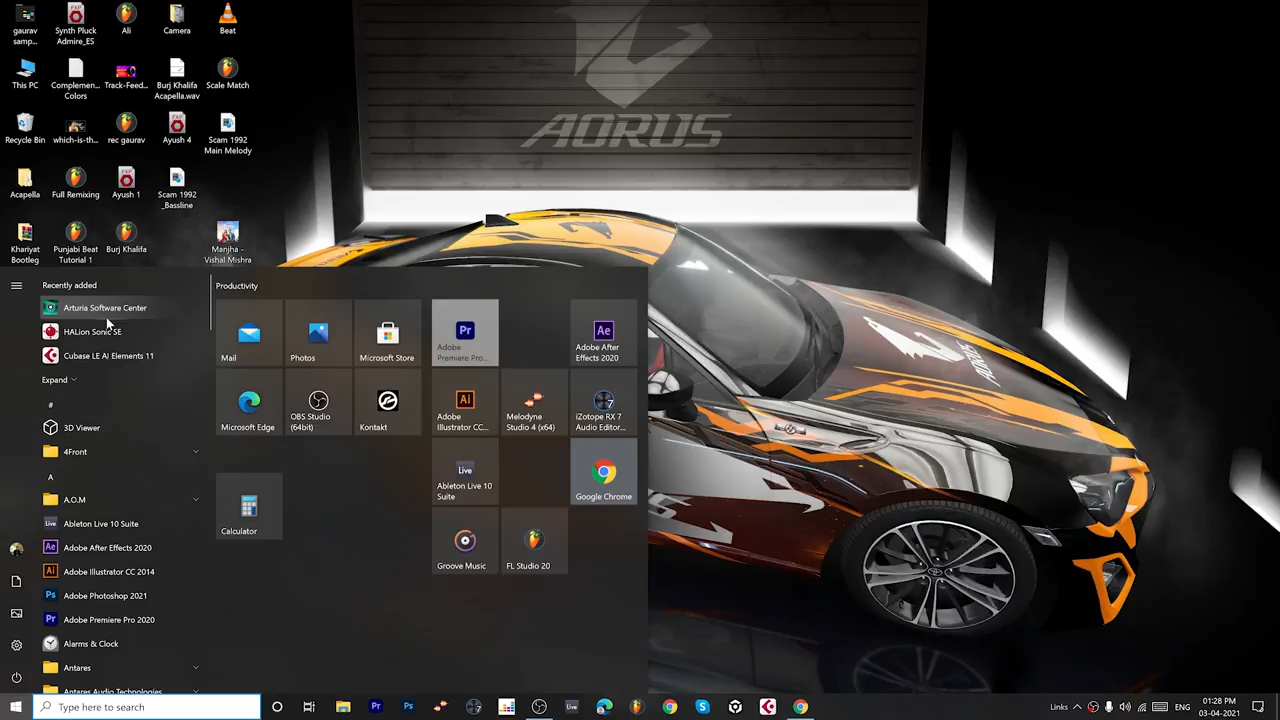 gaurav
samp...
Synth Pluck
Admire_ES
Ali
Camera
Beat
This PC
Complemen...
Colors
Track-Feed...
Burj Khalifa
Acapella.wav
Scale Match
Recycle Bin
which-is-th...
rec gaurav
Ayush 4
Scam 1992
Main Melody
Acapella
Full Remixing
Ayush 1
Scam 1992
_Bassline
Khariyat
Bootleg
Punjabi Beat
Tutorial 1
Burj Khalifa
Manjha -
Vishal Mishra
AORUS
Recently added
Arturia Software Center
HALion Sonic SE
Cubase LE AI Elements 11
Expand
#
3D Viewer
4Front
A
A.O.M
Ableton Live 10 Suite
Adobe After Effects 2020
Adobe Illustrator CC 2014
Adobe Photoshop 2021
Adobe Premiere Pro 2020
Alarms & Clock
Antares
Antares Audio Technologies
Productivity
Mail
Photos
Microsoft Store
Adobe
Premiere Pro...
Adobe After
Effects 2020
Microsoft Edge
OBS Studio
(64bit)
Kontakt
Adobe
Illustrator CC...
Melodyne
Studio 4 (x64)
iZotope RX 7
Audio Editor...
Live
Ableton Live 10
Suite
Google Chrome
Calculator
Groove Music
FL Studio 20
Type here to search
Links
ENG
01:28 PM
03-04-2021